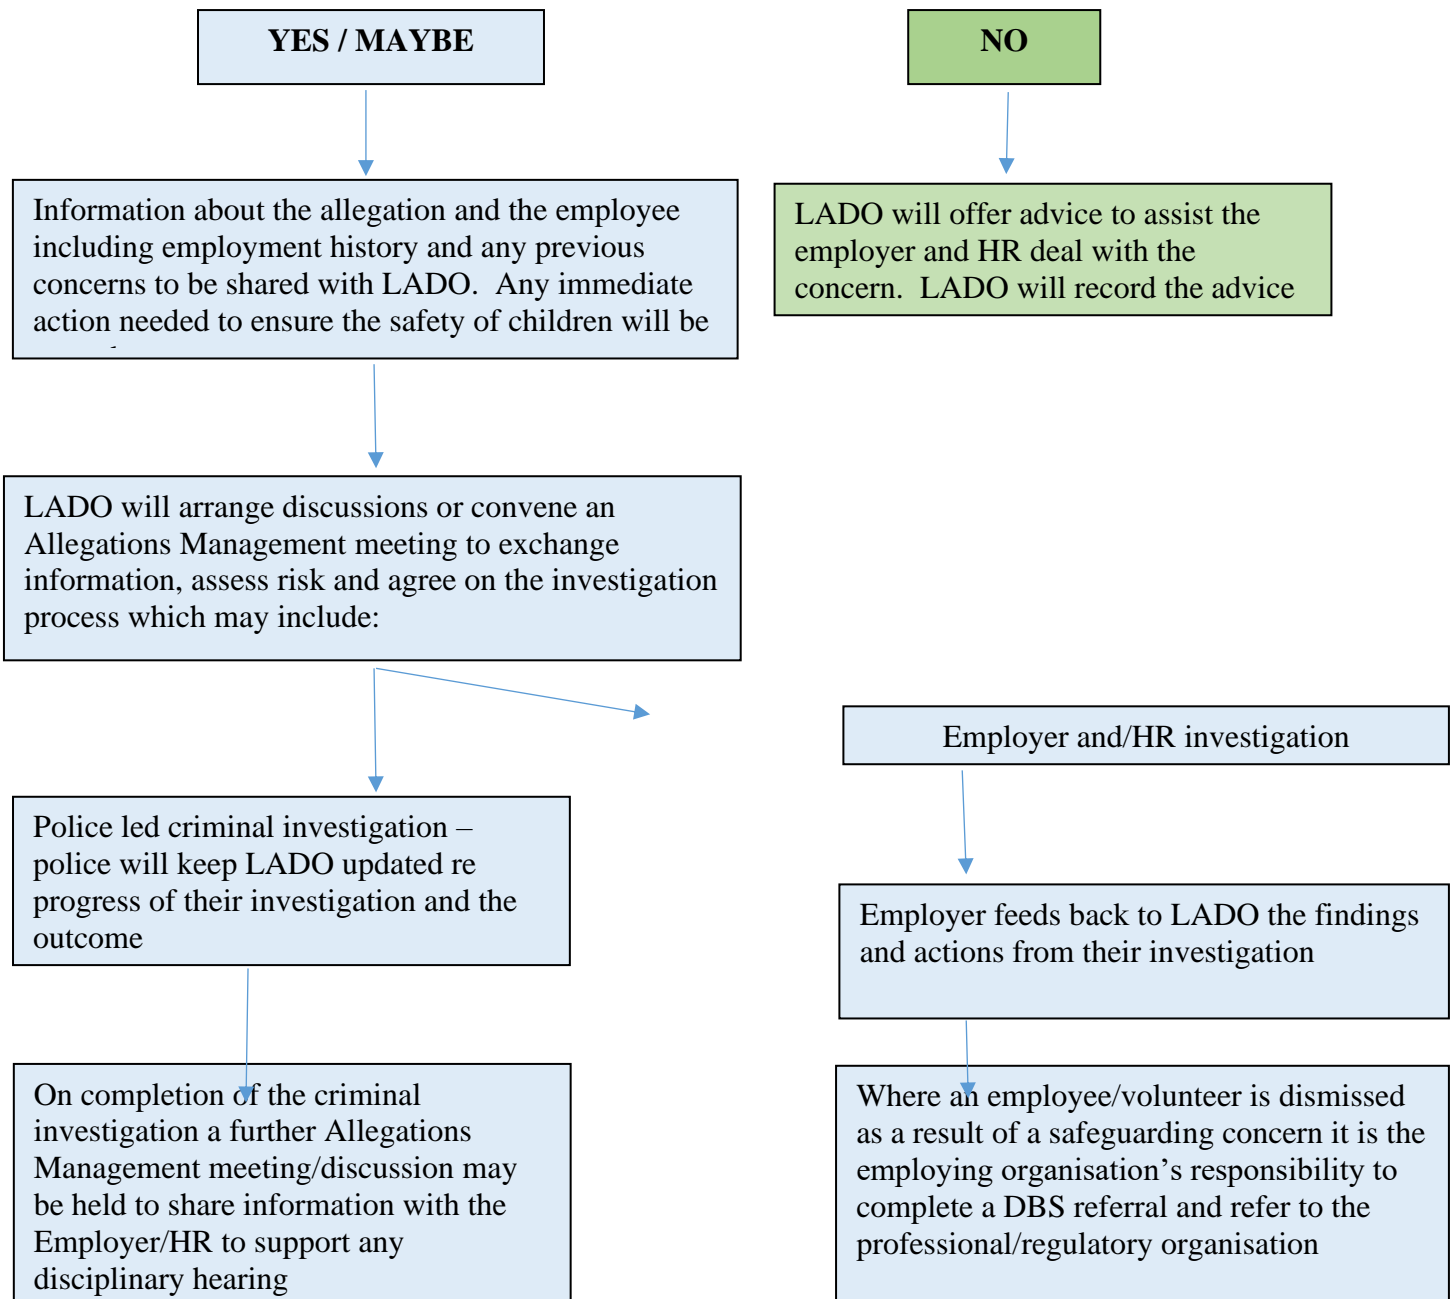 YES / MAYBE
NO
Information about the allegation and the employee
including employment history and any previous
concerns to be shared with LADO.  Any immediate
action needed to ensure the safety of children will be
LADO will offer advice to assist the
employer and HR deal with the
concern.  LADO will record the advice
LADO will arrange discussions or convene an
Allegations Management meeting to exchange
information, assess risk and agree on the investigation
process which may include:
Employer and/HR investigation
Police led criminal investigation –
police will keep LADO updated re
progress of their investigation and the
outcome
Employer feeds back to LADO the findings
and actions from their investigation
On completion of the criminal
investigation a further Allegations
Management meeting/discussion may
be held to share information with the
Employer/HR to support any
disciplinary hearing
Where an employee/volunteer is dismissed
as a result of a safeguarding concern it is the
employing organisation’s responsibility to
complete a DBS referral and refer to the
professional/regulatory organisation